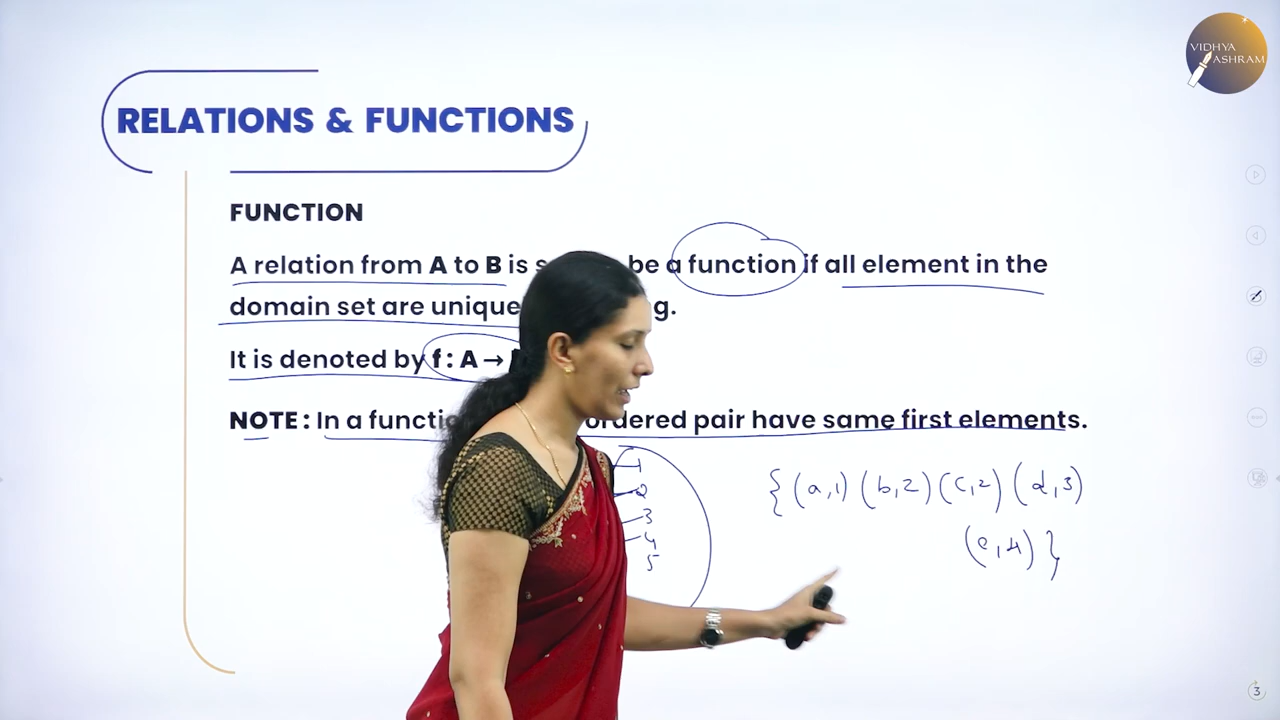 VIDHYA
ASHRAM
RELATIONS & FUNCTIONS
FUNCTION
A relation from A to B is be a function if all element in the
domain set are unique g.
It is denoted by f : A →
NOTE : In a functio ordered pair have same first elements.
1
2
3
4
5
{(a,1) (b,2) (c,2) (d,3)
(e,4)}
3